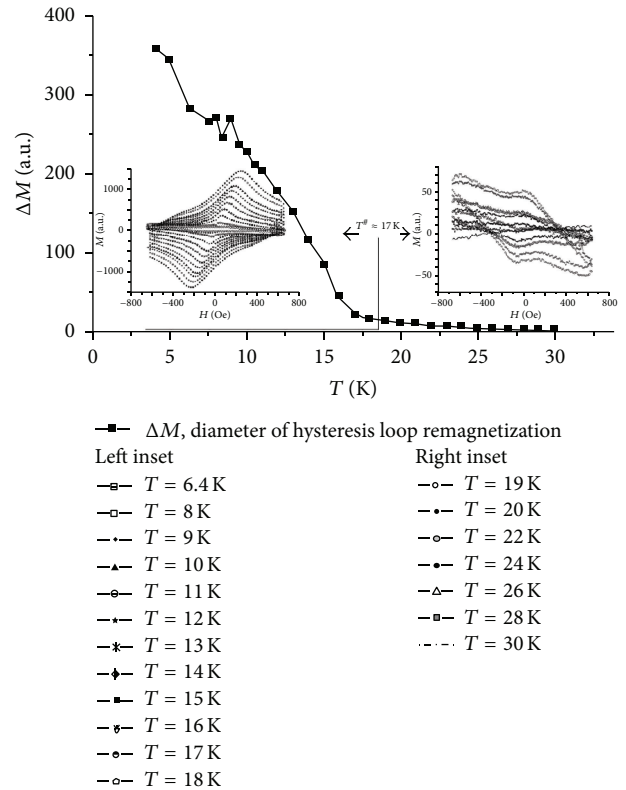 400
300
200
100
0
ΔM (a.u.)
0 5 10 15 20 25 30
T (K)
1000
0
−1000
M (a.u.)
−800 −400 0 400 800
H (Oe)
T# ≈ 17 K
50
0
−50
M (a.u.)
−800 −400 0 400 800
H (Oe)
ΔM, diameter of hysteresis loop remagnetization
Left inset
T = 6.4 K
T = 8 K
T = 9 K
T = 10 K
T = 11 K
T = 12 K
T = 13 K
T = 14 K
T = 15 K
T = 16 K
T = 17 K
T = 18 K
Right inset
T = 19 K
T = 20 K
T = 22 K
T = 24 K
T = 26 K
T = 28 K
T = 30 K